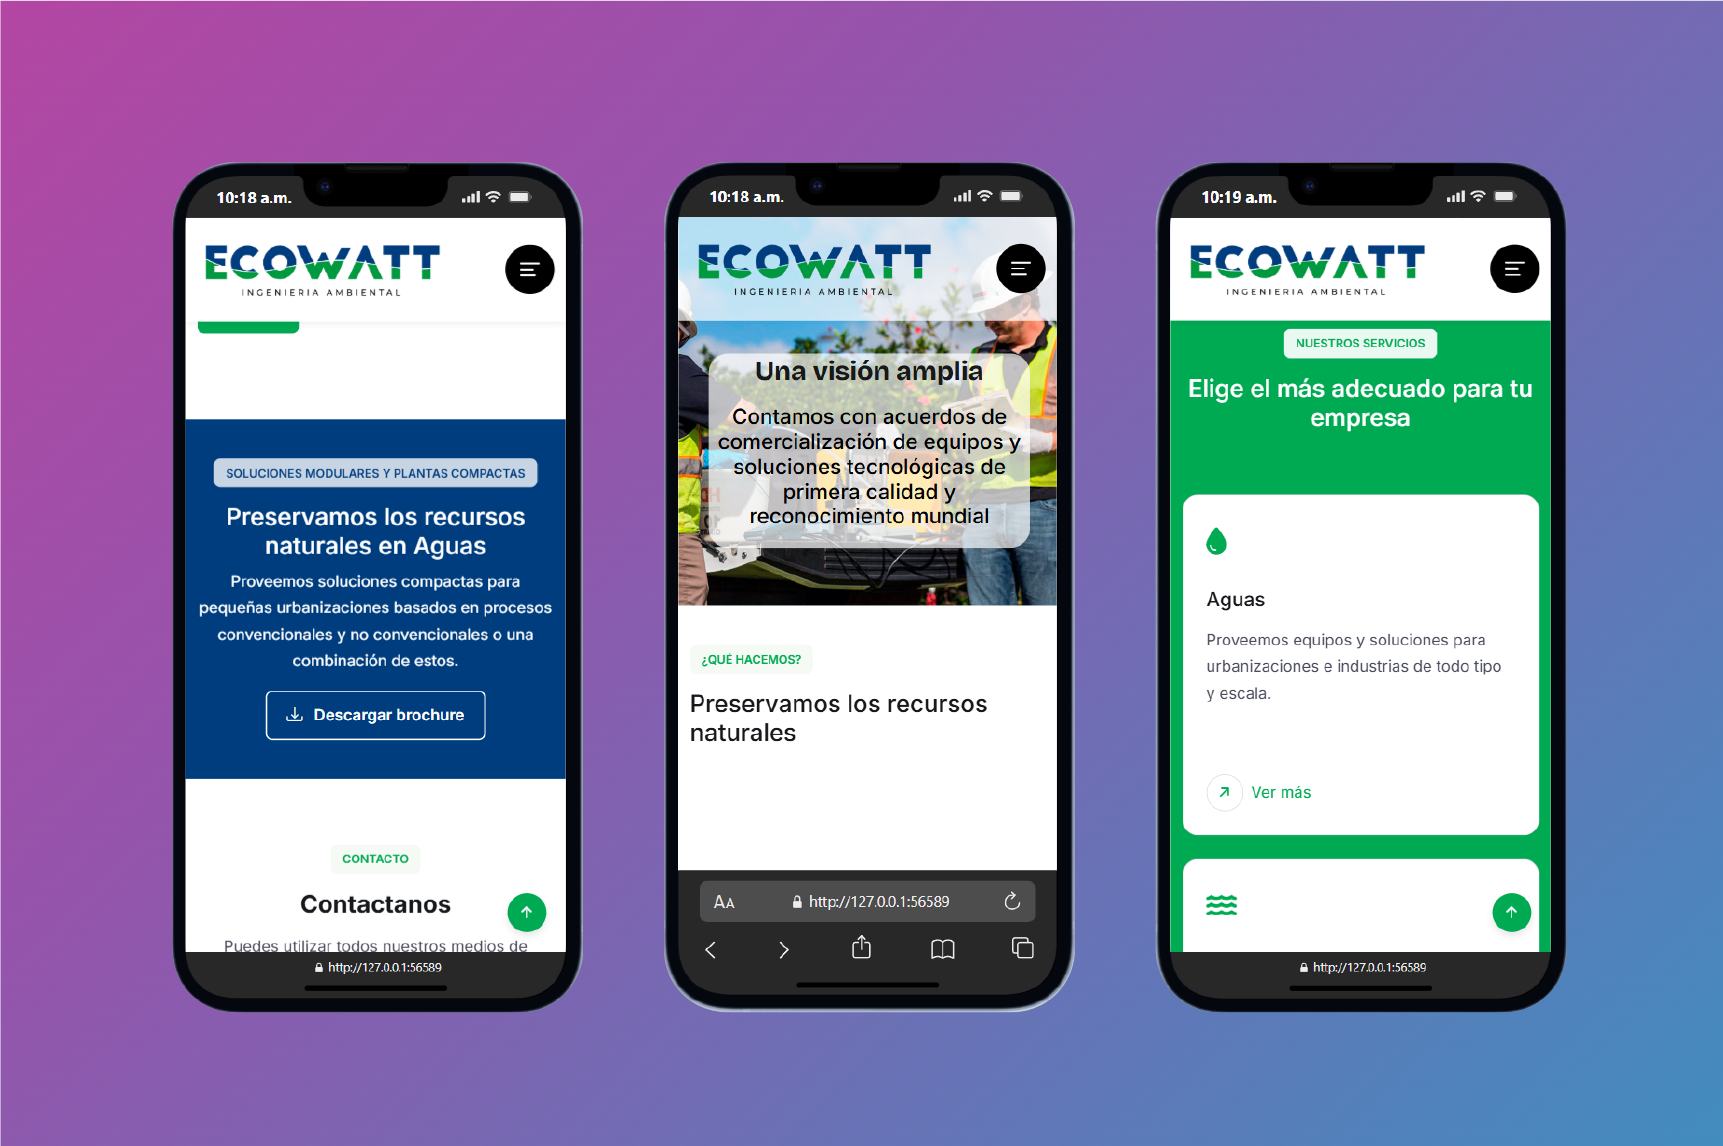 10:18 a.m.
ECOWATT
INGENIERIA AMBIENTAL
SOLUCIONES MODULARES Y PLANTAS COMPACTAS
Preservamos los recursos
naturales en Aguas
Proveemos soluciones compactas para
pequeñas urbanizaciones basados en procesos
convencionales y no convencionales o una
combinación de estos.
Descargar brochure
CONTACTO
Contactanos
Puedes utilizar todos nuestros medios de
http://127.0.0.1:56589
10:18 a.m.
ECOWATT
INGENIERIA AMBIENTAL
Una visión amplia
Contamos con acuerdos de
comercialización de equipos y
soluciones tecnológicas de
primera calidad y
reconocimiento mundial
¿QUÉ HACEMOS?
Preservamos los recursos
naturales
AA http://127.0.0.1:56589
10:19 a.m.
ECOWATT
INGENIERIA AMBIENTAL
NUESTROS SERVICIOS
Elige el más adecuado para tu
empresa
Aguas
Proveemos equipos y soluciones para
urbanizaciones e industrias de todo tipo
y escala.
Ver más
http://127.0.0.1:56589